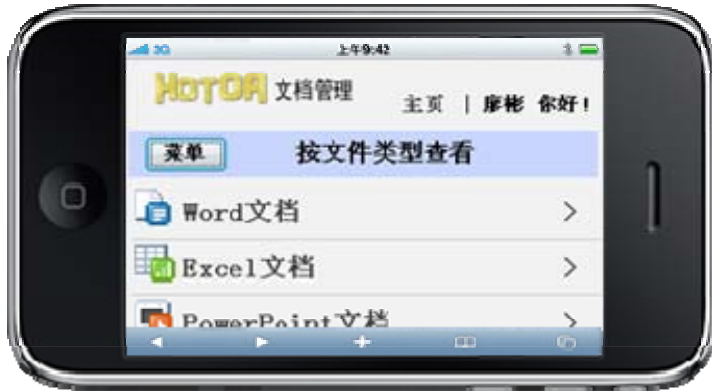 3G 上午9:42
HOTOA 文档管理 主页 | 廖彬 你好!
菜单 按文件类型查看
Word文档
Excel文档
PowerPoint文档